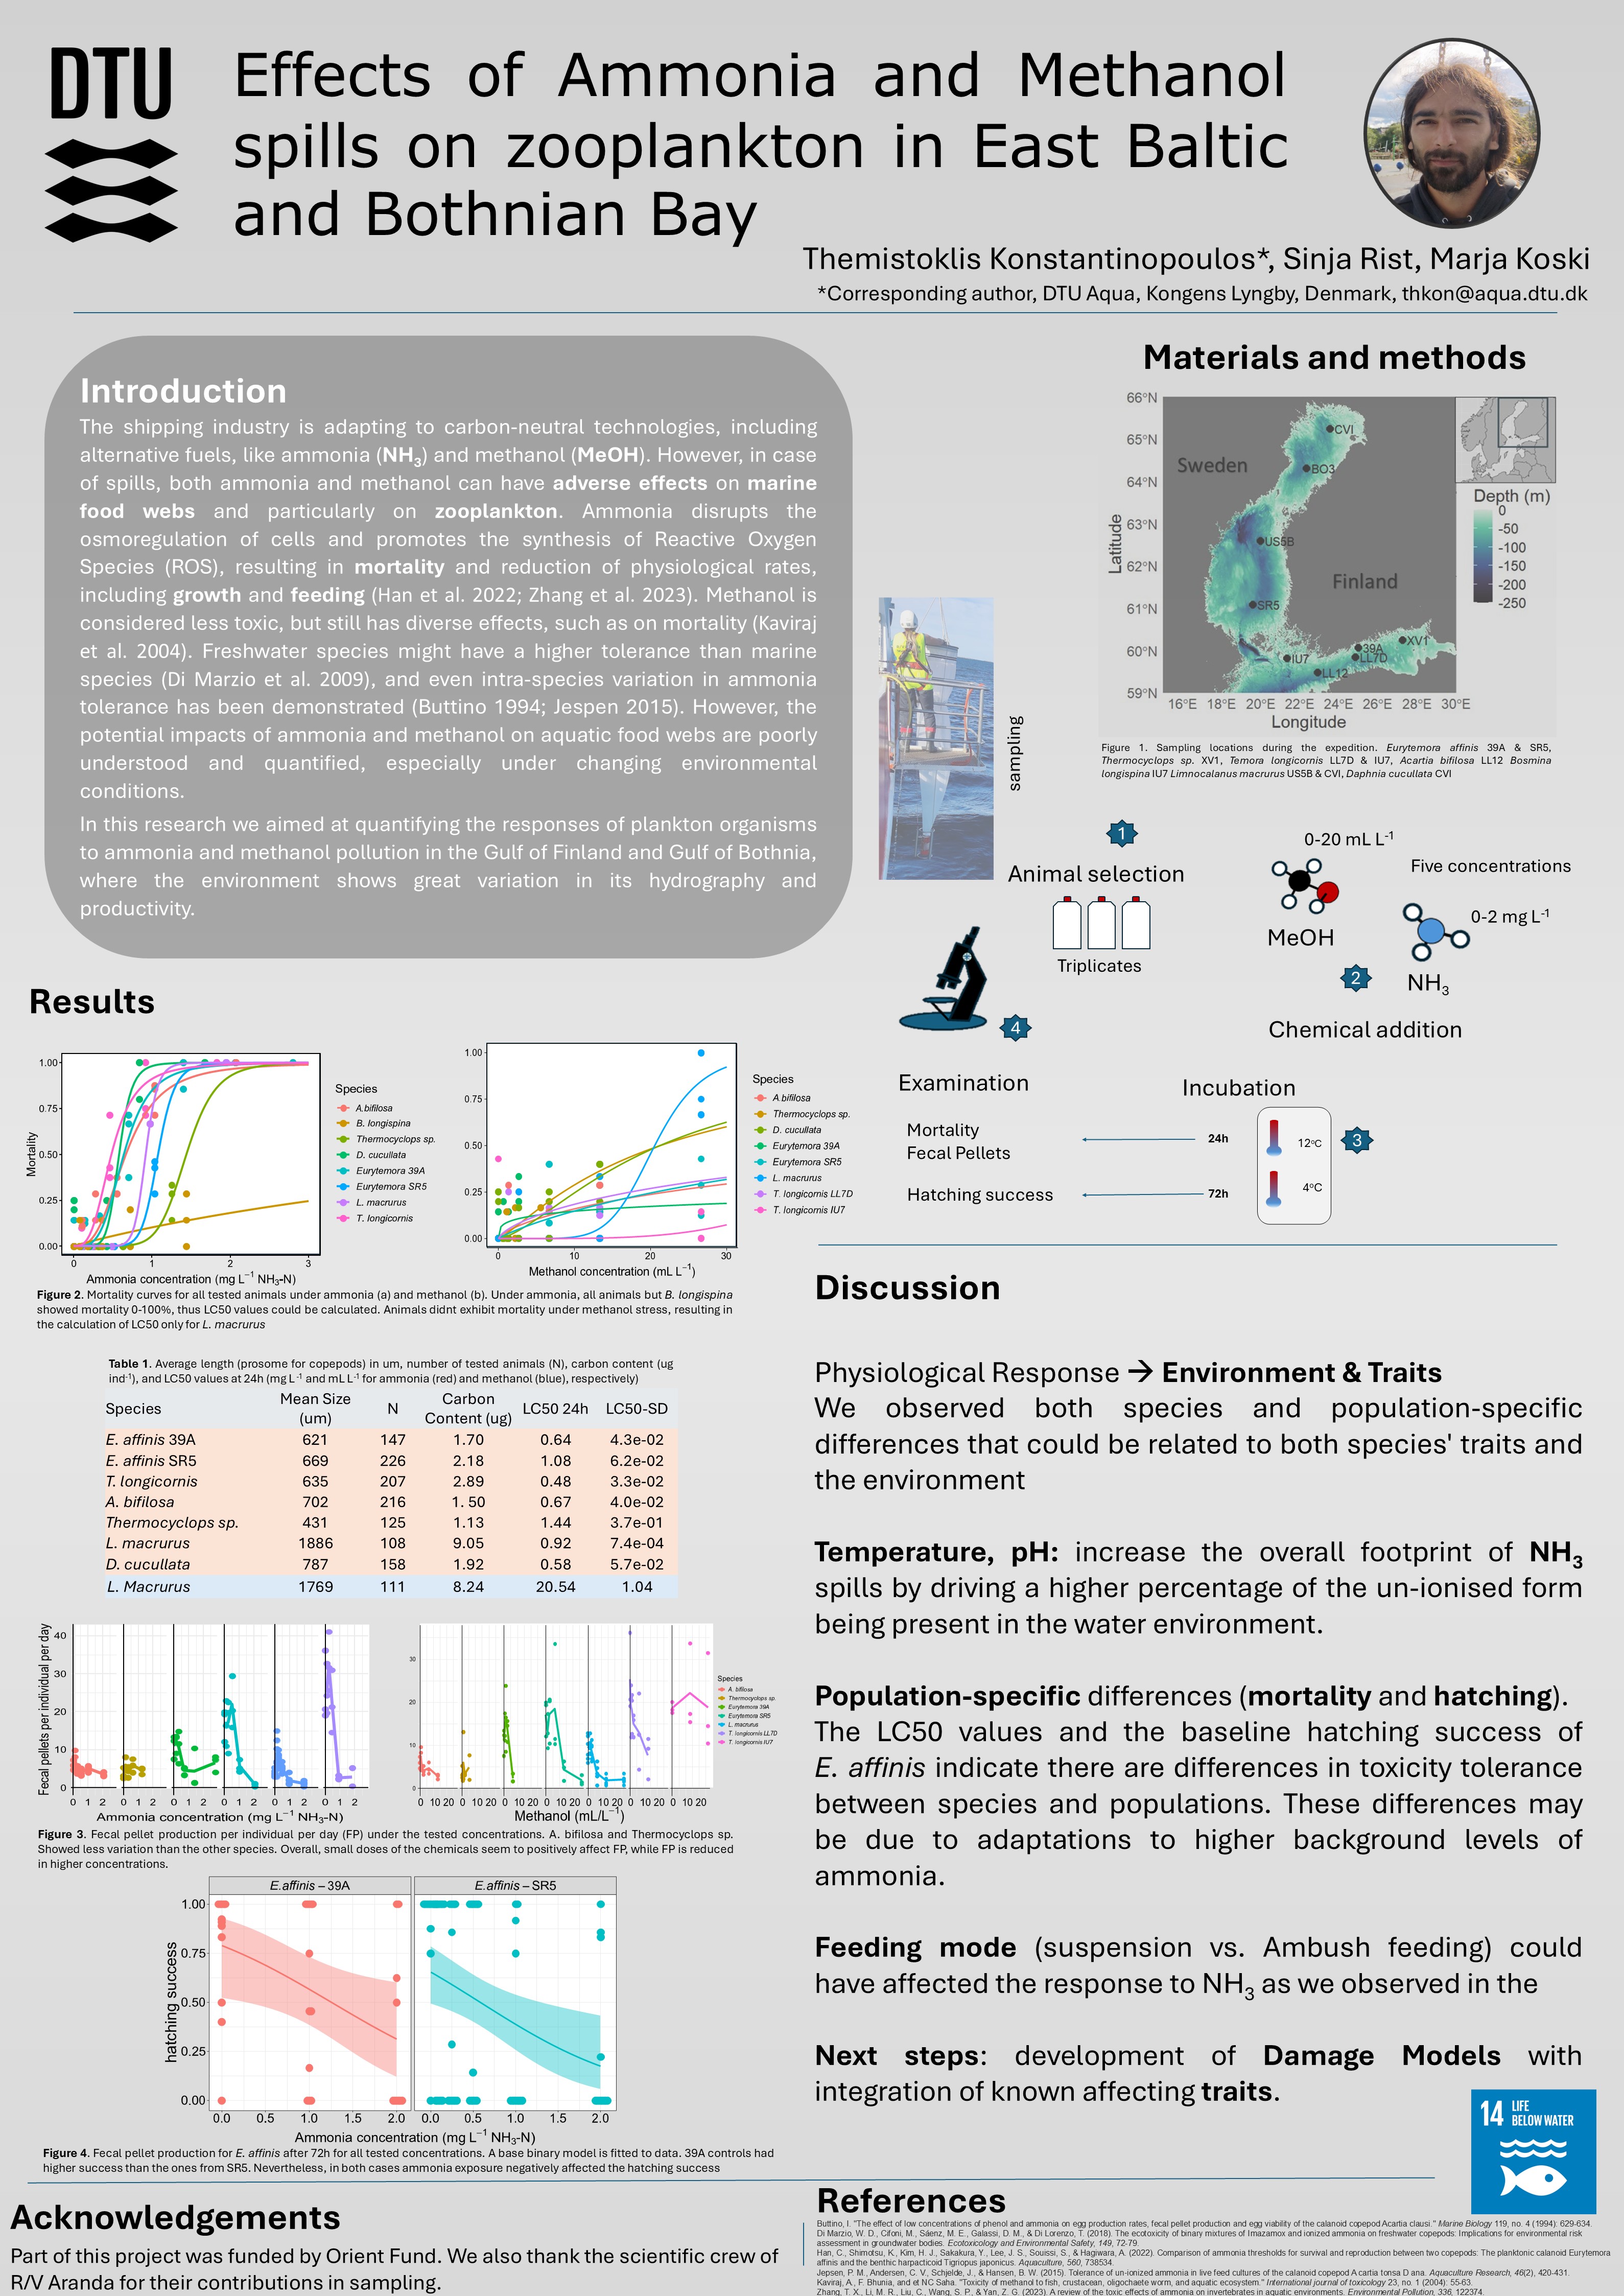 DTU
Effects of Ammonia and Methanol
spills on zooplankton in East Baltic
and Bothnian Bay
Themistoklis Konstantinopoulos*, Sinja Rist, Marja Koski
*Corresponding author, DTU Aqua, Kongens Lyngby, Denmark, thkon@aqua.dtu.dk
Introduction
The shipping industry is adapting to carbon-neutral technologies, including
alternative fuels, like ammonia (NH3) and methanol (MeOH). However, in case
of spills, both ammonia and methanol can have adverse effects on marine
food webs and particularly on zooplankton. Ammonia disrupts the
osmoregulation of cells and promotes the synthesis of Reactive Oxygen
Species (ROS), resulting in mortality and reduction of physiological rates,
including growth and feeding (Han et al. 2022; Zhang et al. 2023). Methanol is
considered less toxic, but still has diverse effects, such as on mortality (Kaviraj
et al. 2004). Freshwater species might have a higher tolerance than marine
species (Di Marzio et al. 2009), and even intra-species variation in ammonia
tolerance has been demonstrated (Buttino 1994; Jespen 2015). However, the
potential impacts of ammonia and methanol on aquatic food webs are poorly
understood and quantified, especially under changing environmental
conditions.
In this research we aimed at quantifying the responses of plankton organisms
to ammonia and methanol pollution in the Gulf of Finland and Gulf of Bothnia,
where the environment shows great variation in its hydrography and
productivity.
Materials and methods
66°N
65°N
64°N
63°N
62°N
61°N
60°N
59°N
Latitude
Sweden
Finland
CVI
BO3
US5B
SR5
XV1
39A
LL7D
IU7
LL12
Depth (m)
0
-50
-100
-150
-200
-250
16°E 18°E 20°E 22°E 24°E 26°E 28°E 30°E
Longitude
Figure 1. Sampling locations during the expedition. Eurytemora affinis 39A & SR5,
Thermocyclops sp. XV1, Temora longicornis LL7D & IU7, Acartia bifilosa LL12 Bosmina
longispina IU7 Limnocalanus macrurus US5B & CVI, Daphnia cucullata CVI
sampling
1
Animal selection
Triplicates
0-20 mL L-1
Five concentrations
0-2 mg L-1
MeOH
NH3
2
Chemical addition
4
Examination
Incubation
Mortality
Fecal Pellets
24h
12°C
3
Hatching success
72h
4°C
Results
Mortality
1.00
0.75
0.50
0.25
0.00
0 1 2 3
Ammonia concentration (mg L−1 NH3-N)
Species
A.bifilosa
B. longispina
Thermocyclops sp.
D. cucullata
Eurytemora 39A
Eurytemora SR5
L. macrurus
T. longicornis
1.00
0.75
0.50
0.25
0.00
0 10 20 30
Methanol concentration (mL L−1)
Species
A.bifilosa
Thermocyclops sp.
D. cucullata
Eurytemora 39A
Eurytemora SR5
L. macrurus
T. longicornis LL7D
T. longicornis IU7
Figure 2. Mortality curves for all tested animals under ammonia (a) and methanol (b). Under ammonia, all animals but B. longispina
showed mortality 0-100%, thus LC50 values could be calculated. Animals didnt exhibit mortality under methanol stress, resulting in
the calculation of LC50 only for L. macrurus
Table 1. Average length (prosome for copepods) in um, number of tested animals (N), carbon content (ug
ind-1), and LC50 values at 24h (mg L-1 and mL L-1 for ammonia (red) and methanol (blue), respectively)
Species Mean Size (um) N Carbon Content (ug) LC50 24h LC50-SD
E. affinis 39A 621 147 1.70 0.64 4.3e-02
E. affinis SR5 669 226 2.18 1.08 6.2e-02
T. longicornis 635 207 2.89 0.48 3.3e-02
A. bifilosa 702 216 1. 50 0.67 4.0e-02
Thermocyclops sp. 431 125 1.13 1.44 3.7e-01
L. macrurus 1886 108 9.05 0.92 7.4e-04
D. cucullata 787 158 1.92 0.58 5.7e-02
L. Macrurus 1769 111 8.24 20.54 1.04
Fecal pellets per individual per day
40
30
20
10
0
0 1 2 0 1 2 0 1 2 0 1 2 0 1 2 0 1 2
Ammonia concentration (mg L−1 NH3-N)
30
20
10
0
0 10 20 0 10 20 0 10 20 0 10 20 0 10 20 0 10 20 0 10 20
Methanol (mL/L−1)
Species
A. bifilosa
Thermocyclops sp.
Eurytemora 39A
Eurytemora SR5
L. macrurus
T. longicornis LL7D
T. longicornis IU7
Figure 3. Fecal pellet production per individual per day (FP) under the tested concentrations. A. bifilosa and Thermocyclops sp.
Showed less variation than the other species. Overall, small doses of the chemicals seem to positively affect FP, while FP is reduced
in higher concentrations.
E.affinis – 39A
E.affinis – SR5
hatching success
1.00
0.75
0.50
0.25
0.00
0.0 0.5 1.0 1.5 2.0 0.0 0.5 1.0 1.5 2.0
Ammonia concentration (mg L−1 NH3-N)
Figure 4. Fecal pellet production for E. affinis after 72h for all tested concentrations. A base binary model is fitted to data. 39A controls had
higher success than the ones from SR5. Nevertheless, in both cases ammonia exposure negatively affected the hatching success
Discussion
Physiological Response → Environment & Traits
We observed both species and population-specific
differences that could be related to both species' traits and
the environment
Temperature, pH: increase the overall footprint of NH3
spills by driving a higher percentage of the un-ionised form
being present in the water environment.
Population-specific differences (mortality and hatching).
The LC50 values and the baseline hatching success of
E. affinis indicate there are differences in toxicity tolerance
between species and populations. These differences may
be due to adaptations to higher background levels of
ammonia.
Feeding mode (suspension vs. Ambush feeding) could
have affected the response to NH3 as we observed in the
Next steps: development of Damage Models with
integration of known affecting traits.
14 LIFE
BELOW WATER
Acknowledgements
Part of this project was funded by Orient Fund. We also thank the scientific crew of
R/V Aranda for their contributions in sampling.
References
Buttino, I. "The effect of low concentrations of phenol and ammonia on egg production rates, fecal pellet production and egg viability of the calanoid copepod Acartia clausi." Marine Biology 119, no. 4 (1994): 629-634.
Di Marzio, W. D., Cifoni, M., Sáenz, M. E., Galassi, D. M., & Di Lorenzo, T. (2018). The ecotoxicity of binary mixtures of Imazamox and ionized ammonia on freshwater copepods: Implications for environmental risk
assessment in groundwater bodies. Ecotoxicology and Environmental Safety, 149, 72-79.
Han, C., Shimotsu, K., Kim, H. J., Sakakura, Y., Lee, J. S., Souissi, S., & Hagiwara, A. (2022). Comparison of ammonia thresholds for survival and reproduction between two copepods: The planktonic calanoid Eurytemora
affinis and the benthic harpacticoid Tigriopus japonicus. Aquaculture, 560, 738534.
Jepsen, P. M., Andersen, C. V., Schjelde, J., & Hansen, B. W. (2015). Tolerance of un-ionized ammonia in live feed cultures of the calanoid copepod A cartia tonsa D ana. Aquaculture Research, 46(2), 420-431.
Kaviraj, A., F. Bhunia, and et NC Saha. "Toxicity of methanol to fish, crustacean, oligochaete worm, and aquatic ecosystem." International journal of toxicology 23, no. 1 (2004): 55-63.
Zhang, T. X., Li, M. R., Liu, C., Wang, S. P., & Yan, Z. G. (2023). A review of the toxic effects of ammonia on invertebrates in aquatic environments. Environmental Pollution, 336, 122374.